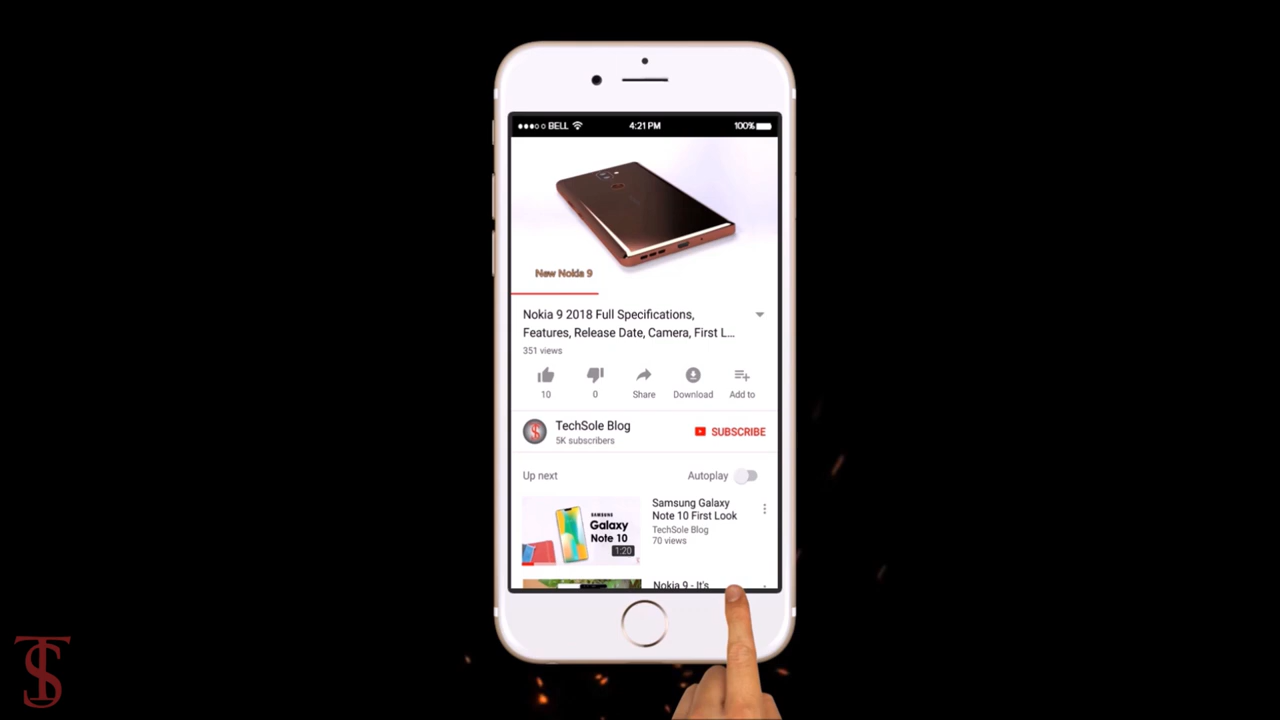 BELL
4:21 PM
100%
New Nokia 9
Nokia 9 2018 Full Specifications,
Features, Release Date, Camera, First L...
351 views
10
0
Share
Download
Add to
TechSole Blog
5K subscribers
SUBSCRIBE
Up next
Autoplay
SAMSUNG
Galaxy
Note 10
1:20
Samsung Galaxy
Note 10 First Look
TechSole Blog
70 views
Nokia 9 - It's
TS